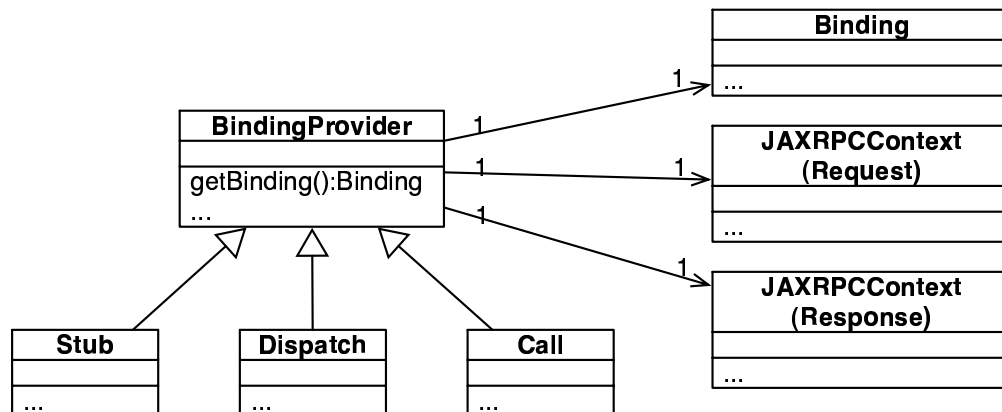 Binding
...
1
BindingProvider
1
JAXRPCContext
(Request)
1
1
getBinding():Binding
...
...
1
1
JAXRPCContext
(Response)
...
Stub
Dispatch
Call
...
...
...